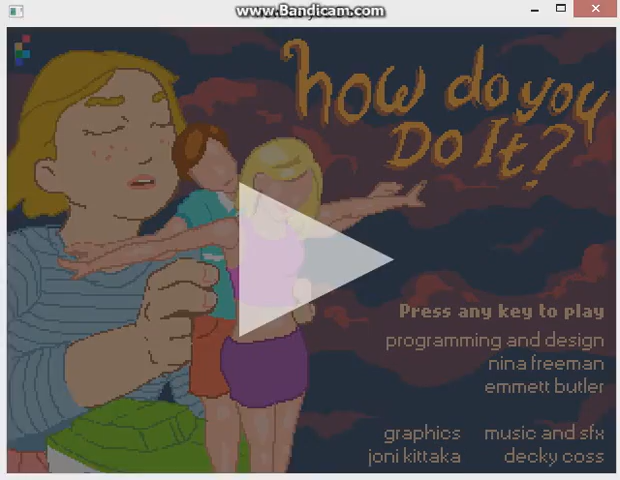 www.Bandicam.com
how do you
Do It?
Press any key to play
programming and design
nina freeman
emmett butler
graphics music and sfx
joni kittaka decky coss